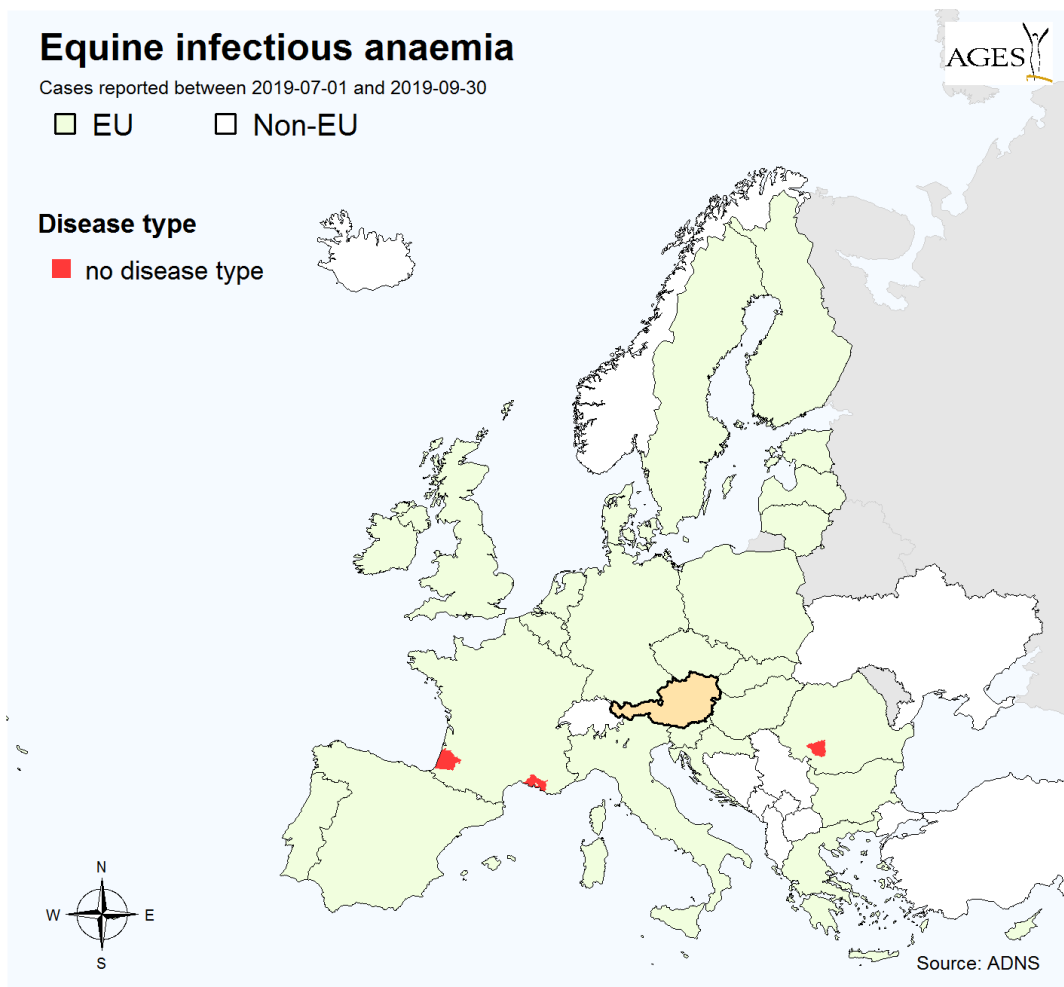 Equine infectious anaemia
Cases reported between 2019-07-01 and 2019-09-30
EU Non-EU
AGES
Disease type
no disease type
N
W E
S
Source: ADNS